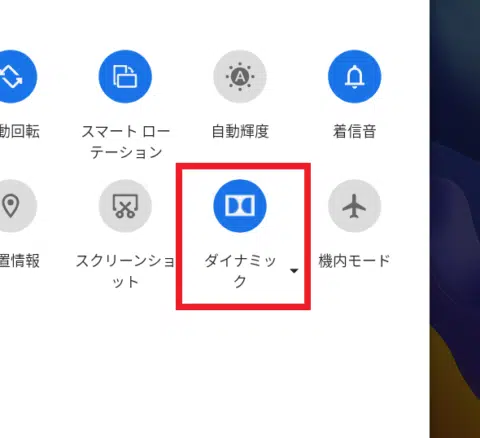 動回転
スマート ロー
テーション
自動輝度
着信音
置情報
スクリーンショ
ット
ダイナミッ
ク
機内モード